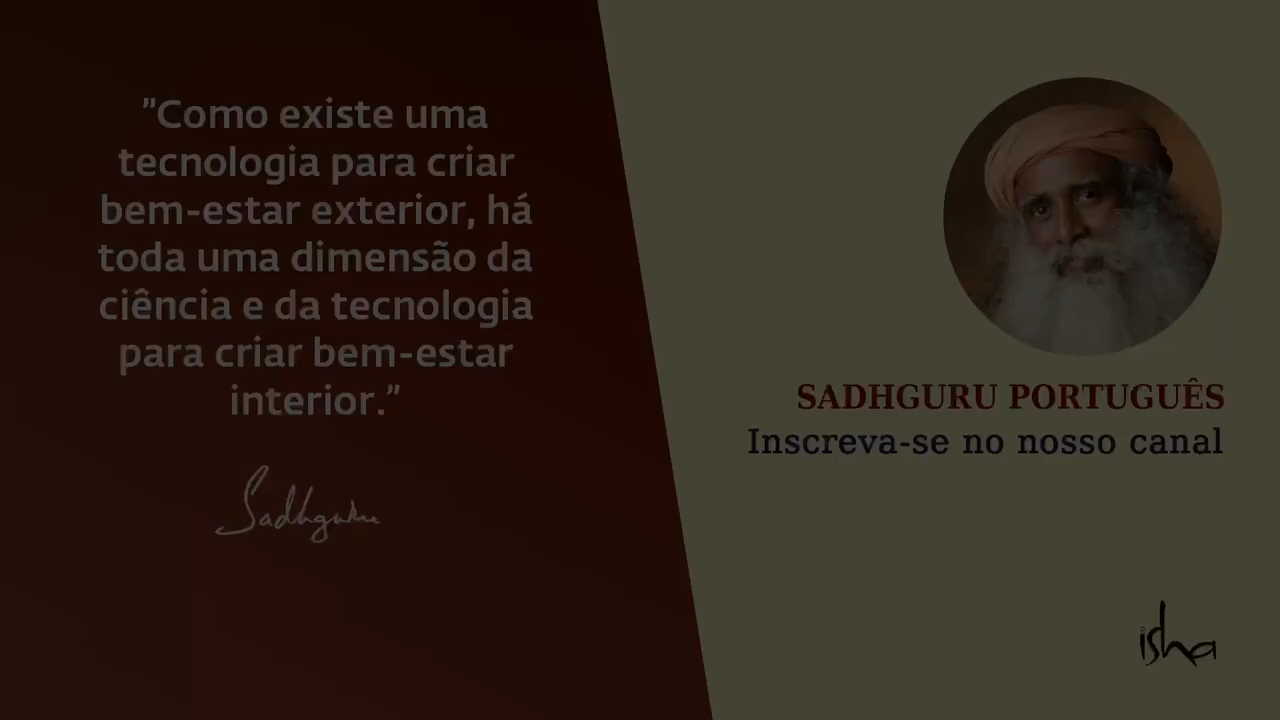 "Como existe uma
tecnologia para criar
bem-estar exterior, há
toda uma dimensão da
ciência e da tecnologia
para criar bem-estar
interior."
Sadhguru
SADHGURU PORTUGUÊS
Inscreva-se no nosso canal
isha